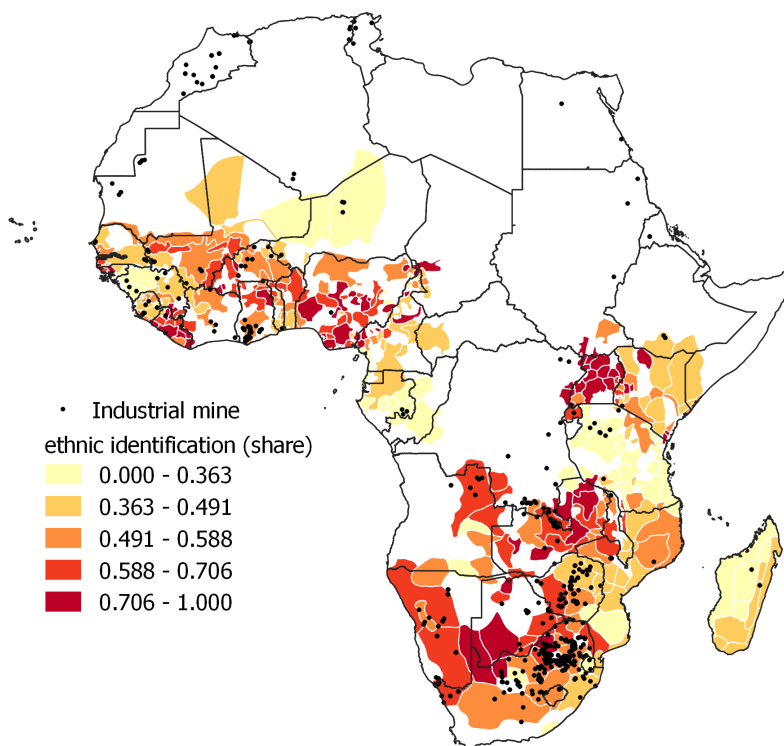 Industrial mine
ethnic identification (share)
0.000 - 0.363
0.363 - 0.491
0.491 - 0.588
0.588 - 0.706
0.706 - 1.000